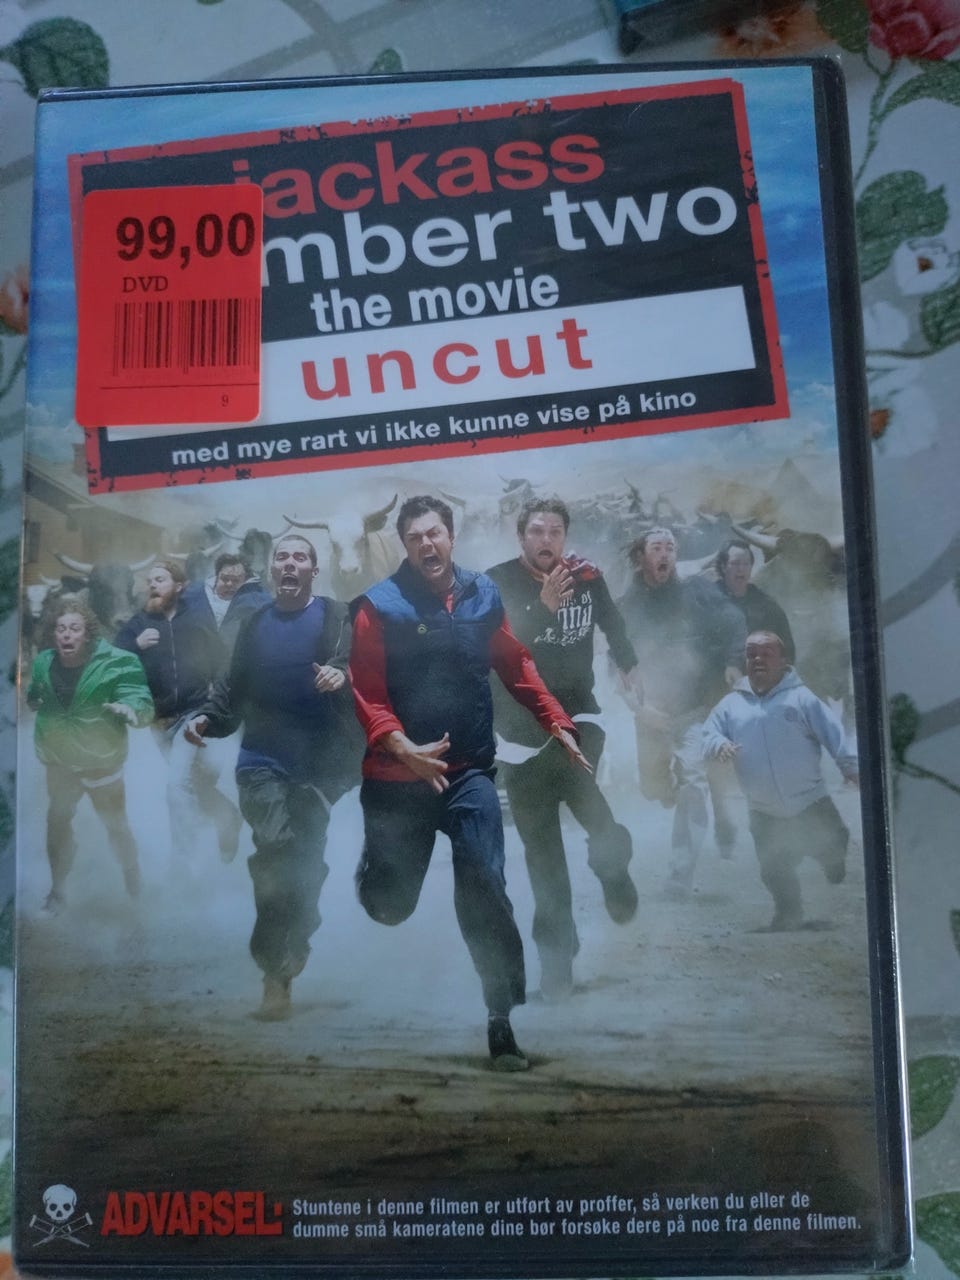 jackass
mber two
the movie
uncut
med mye rart vi ikke kunne vise på kino
99,00
DVD
9
ADVARSEL:
Stuntene i denne filmen er utført av proffer, så verken du eller de
dumme små kameratene dine bør forsøke dere på noe fra denne filmen.